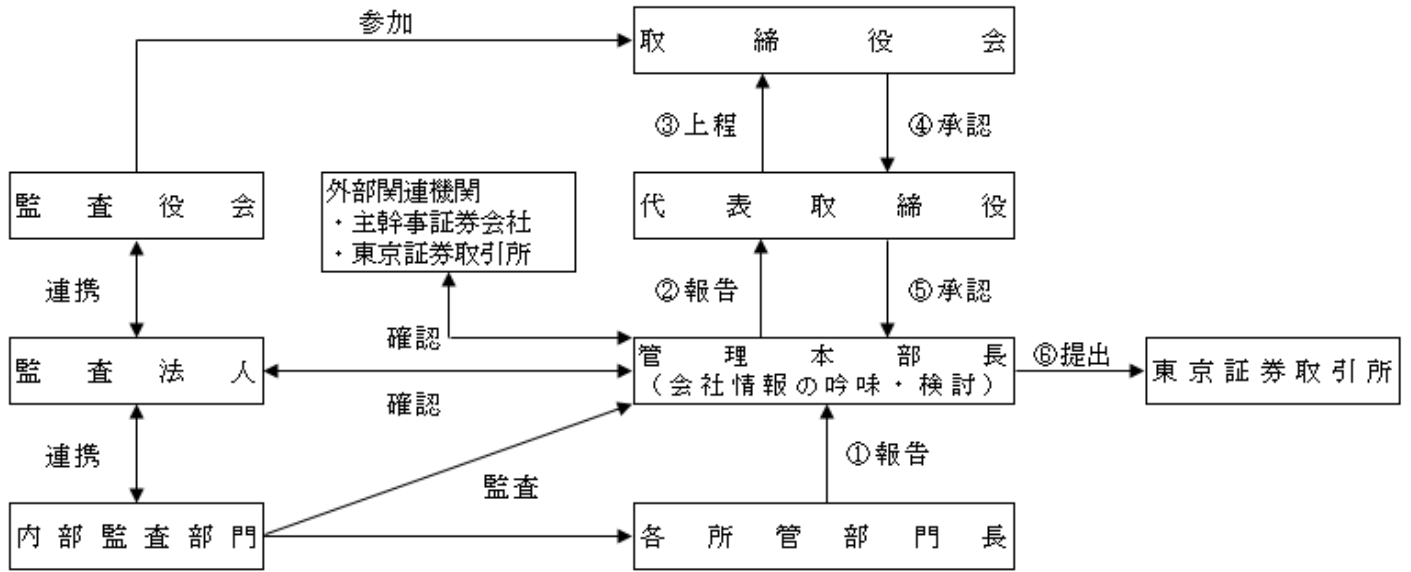 参加
取締役会
③上程
④承認
監査役会
外部関連機関
・主幹事証券会社
・東京証券取引所
代表取締役
連携
②報告
⑤承認
確認
監査法人
管理本部長
（会社情報の吟味・検討）
⑥提出
東京証券取引所
確認
連携
①報告
監査
内部監査部門
各所管部門長